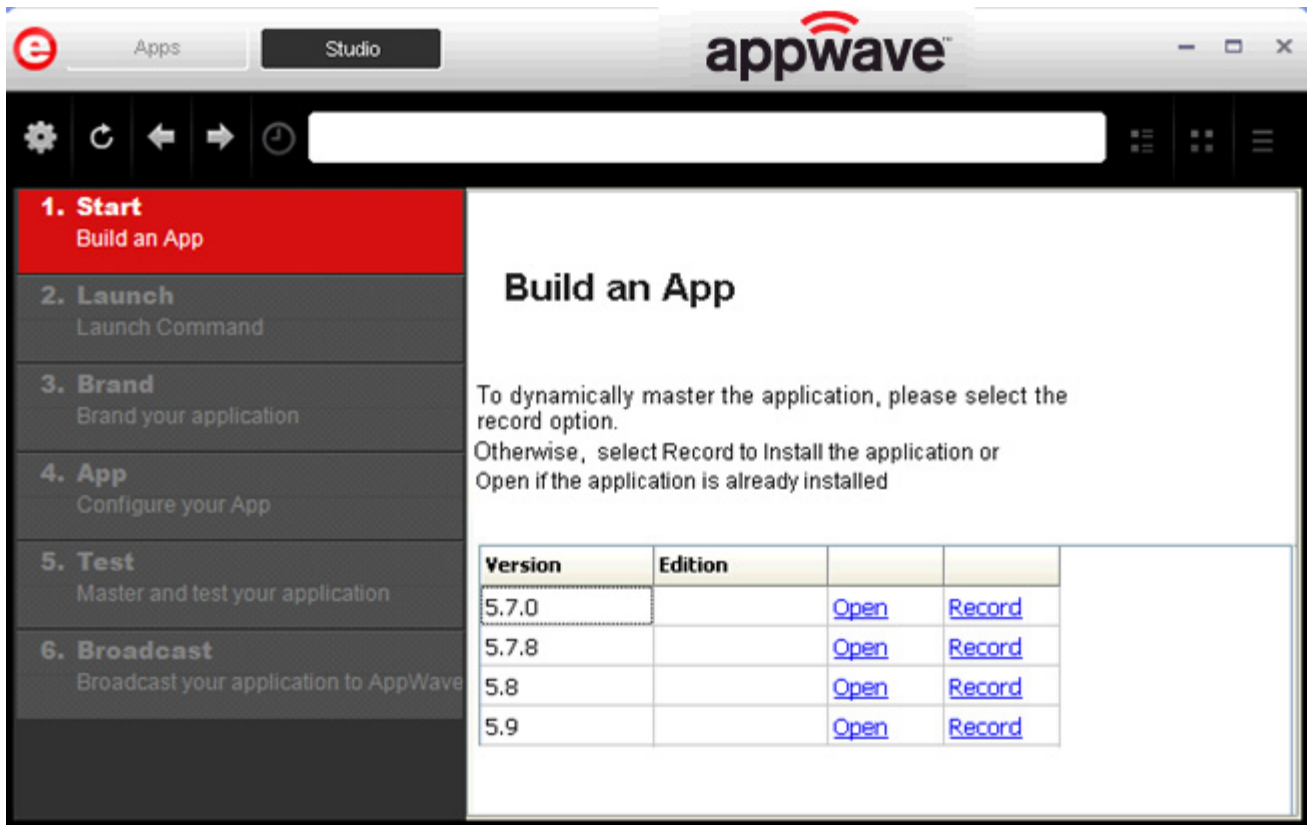 e Apps Studio appwave™
1. Start
Build an App
2. Launch
Launch Command
3. Brand
Brand your application
4. App
Configure your App
5. Test
Master and test your application
6. Broadcast
Broadcast your application to AppWave
Build an App
To dynamically master the application, please select the
record option.
Otherwise, select Record to Install the application or
Open if the application is already installed
Version Edition
5.7.0 Open Record
5.7.8 Open Record
5.8 Open Record
5.9 Open Record